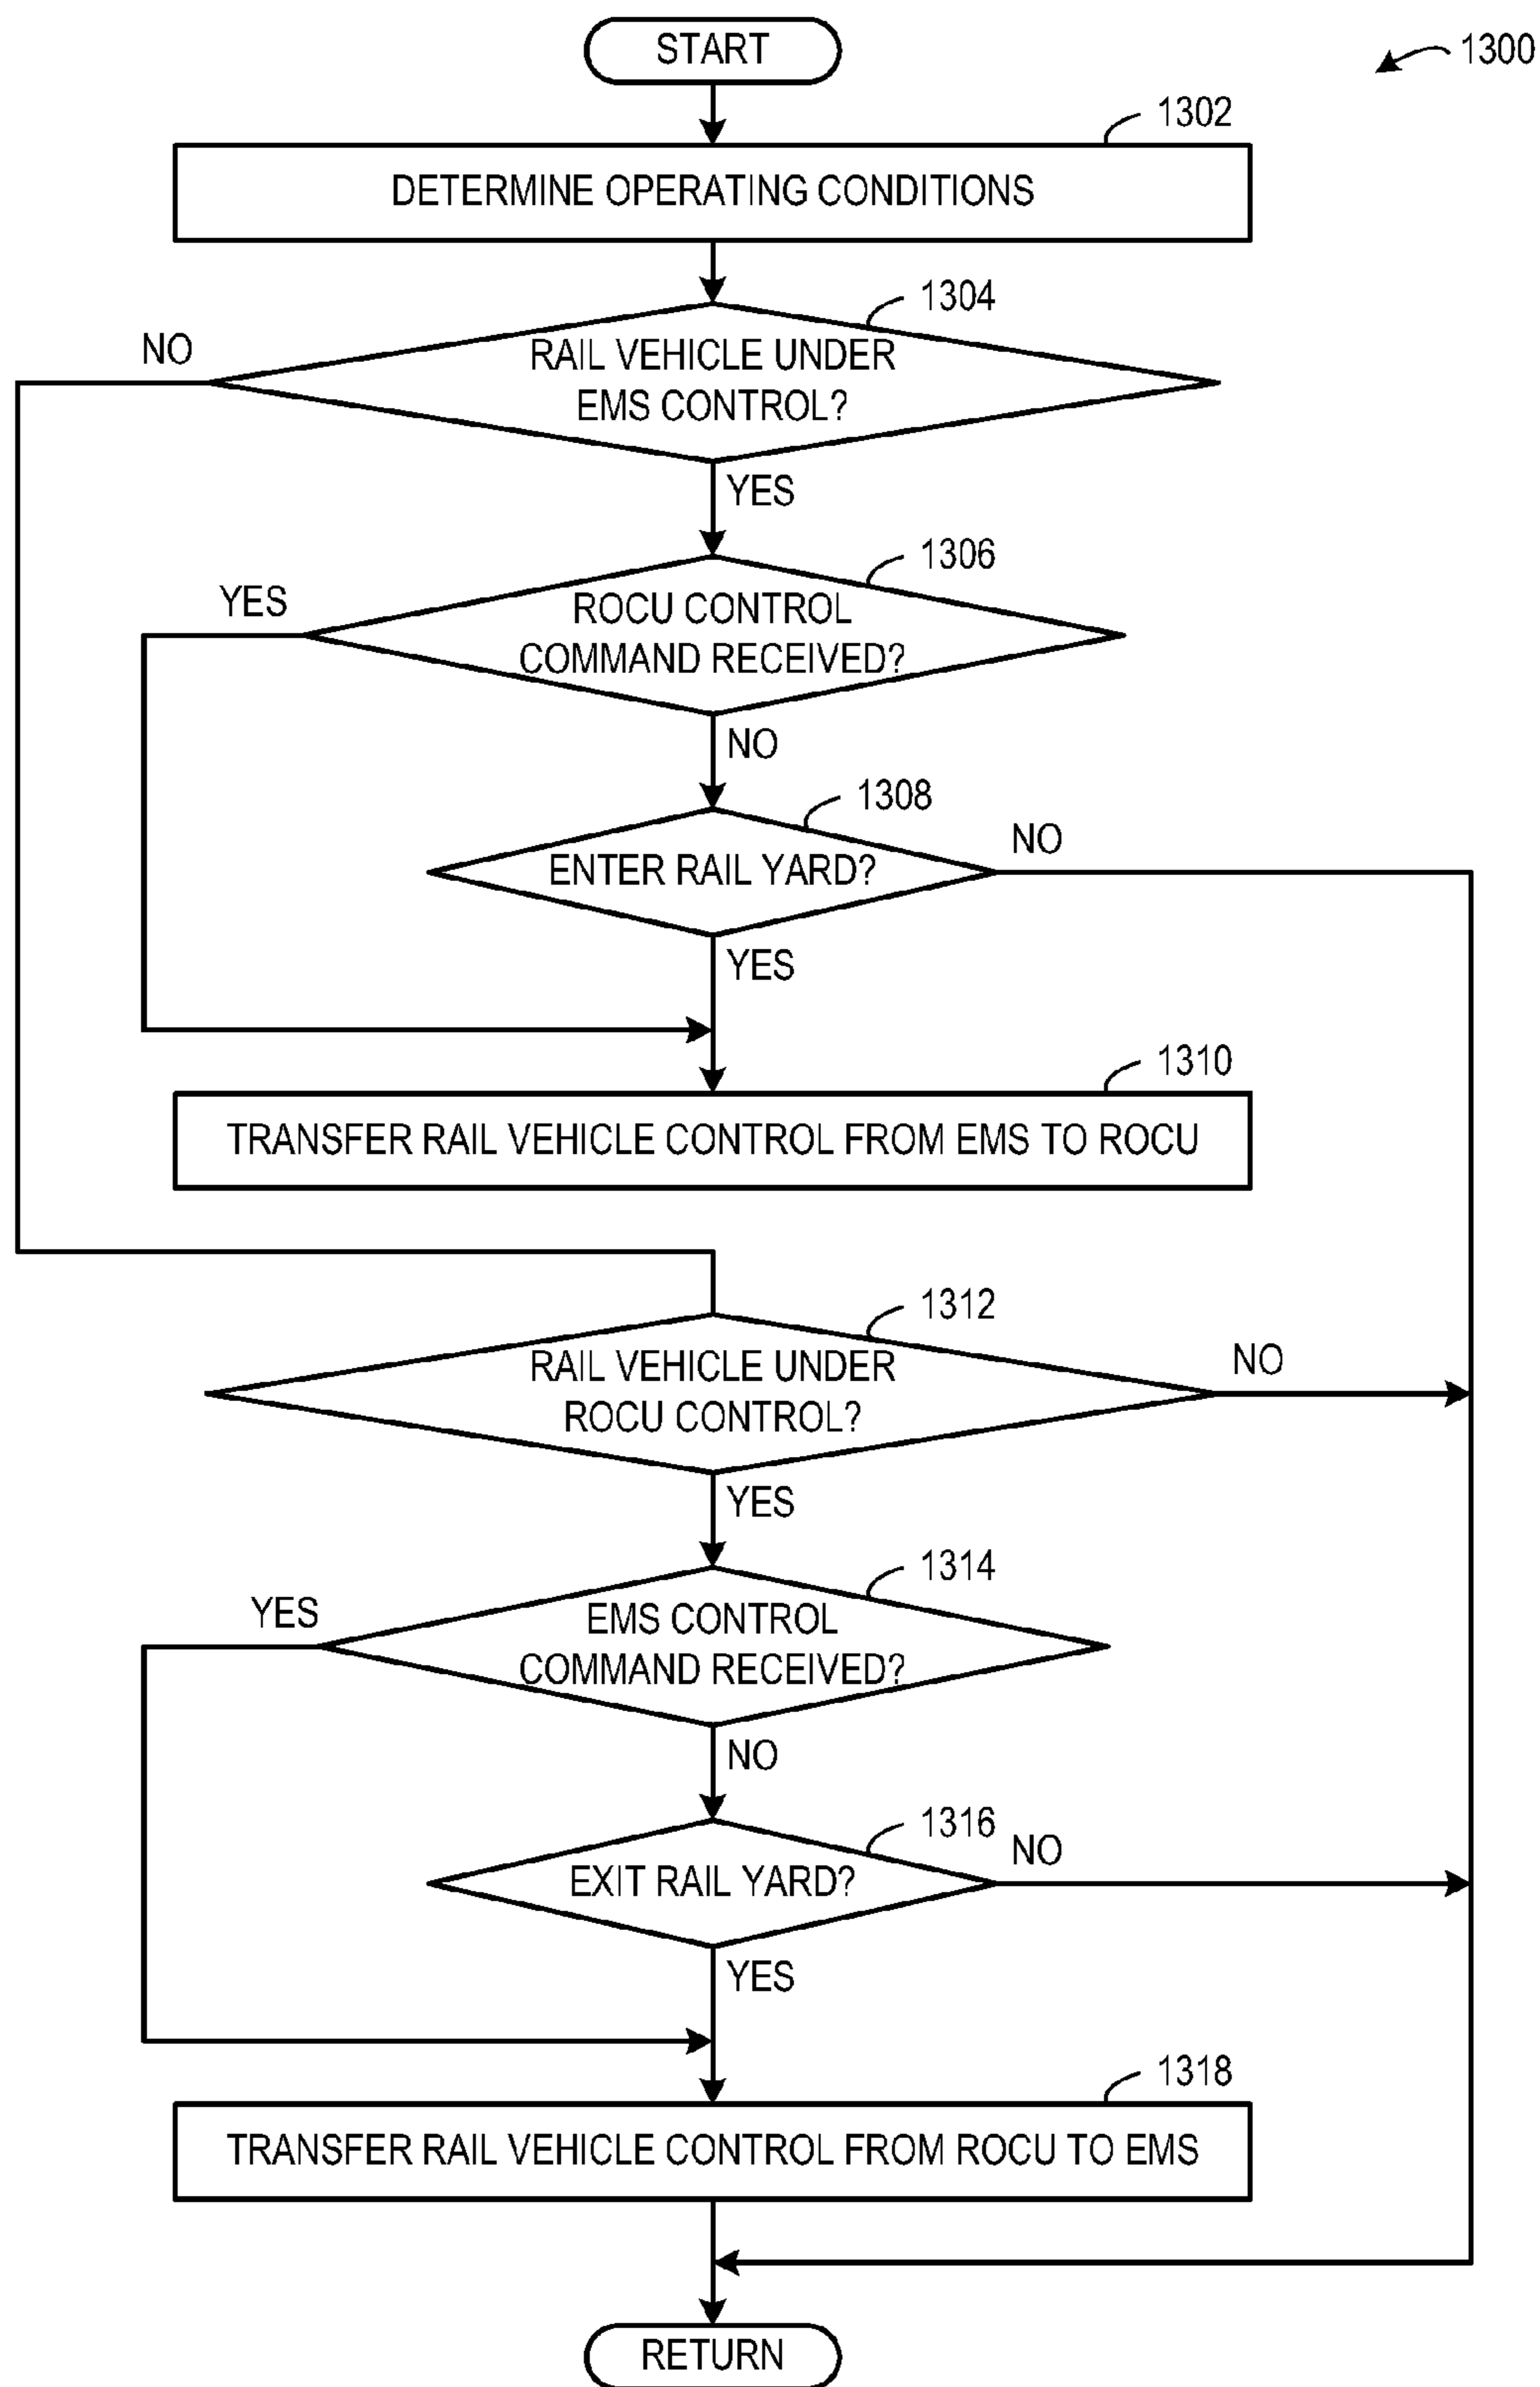 START
1300
1302
DETERMINE OPERATING CONDITIONS
1304
NO
RAIL VEHICLE UNDER
EMS CONTROL?
YES
1306
YES
ROCU CONTROL
COMMAND RECEIVED?
NO
1308
NO
ENTER RAIL YARD?
YES
1310
TRANSFER RAIL VEHICLE CONTROL FROM EMS TO ROCU
1312
NO
RAIL VEHICLE UNDER
ROCU CONTROL?
YES
1314
YES
EMS CONTROL
COMMAND RECEIVED?
NO
1316
NO
EXIT RAIL YARD?
YES
1318
TRANSFER RAIL VEHICLE CONTROL FROM ROCU TO EMS
RETURN